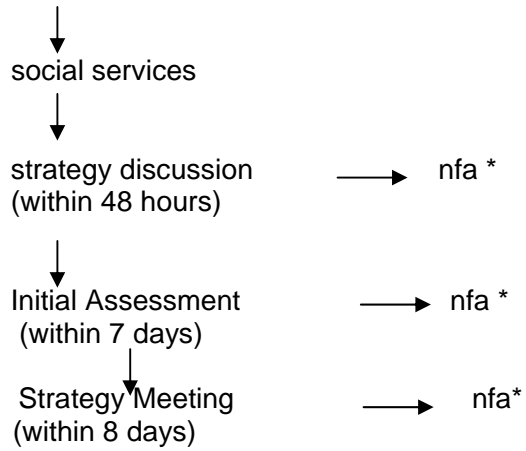 social services
strategy discussion nfa *
(within 48 hours)
Initial Assessment nfa *
(within 7 days)
Strategy Meeting nfa*
(within 8 days)